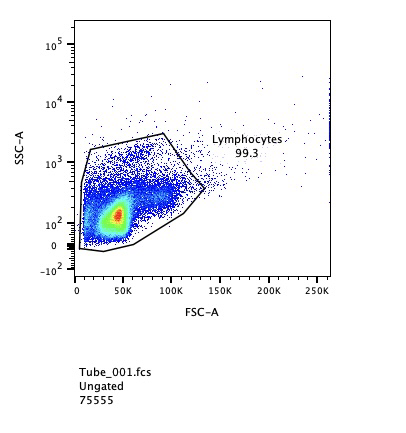 10^5
10^4
10^3
10^2
0
-10^2
SSC-A
Lymphocytes
99.3
0 50K 100K 150K 200K 250K
FSC-A
Tube_001.fcs
Ungated
75555